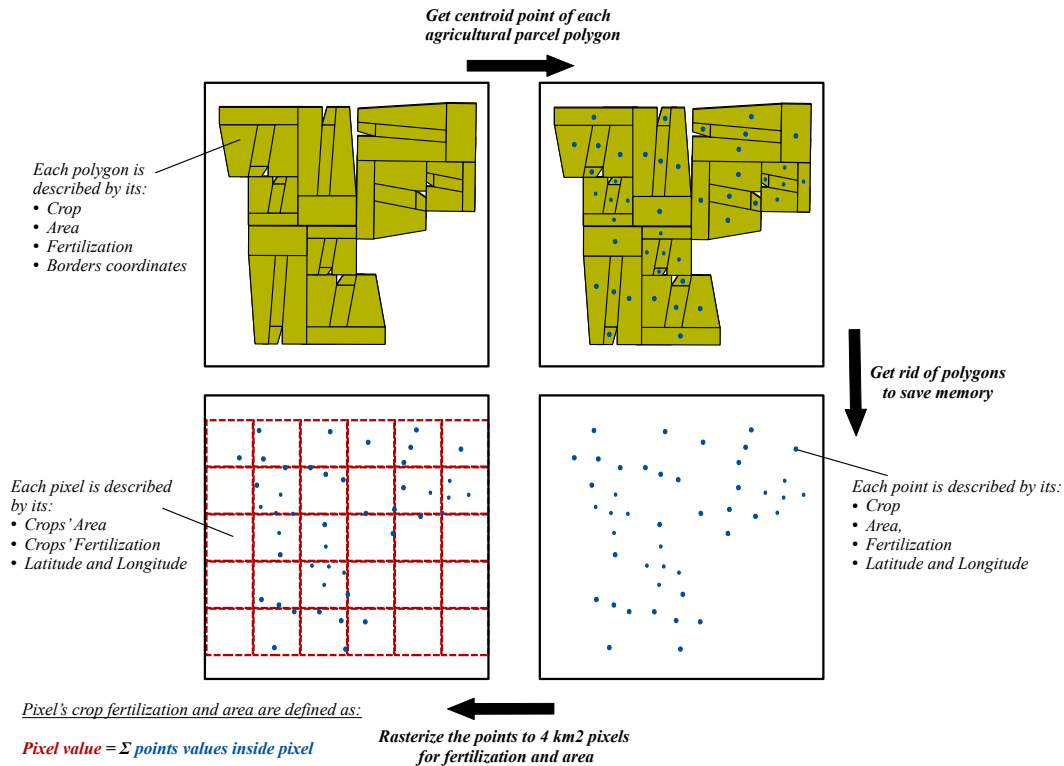 Get centroid point of each
agricultural parcel polygon
Each polygon is
described by its:
• Crop
• Area
• Fertilization
• Borders coordinates
Get rid of polygons
to save memory
Each pixel is described
by its:
• Crops’ Area
• Crops’ Fertilization
• Latitude and Longitude
Each point is described by its:
• Crop
• Area,
• Fertilization
• Latitude and Longitude
Pixel’s crop fertilization and area are defined as:
Pixel value = Σ points values inside pixel
Rasterize the points to 4 km2 pixels
for fertilization and area